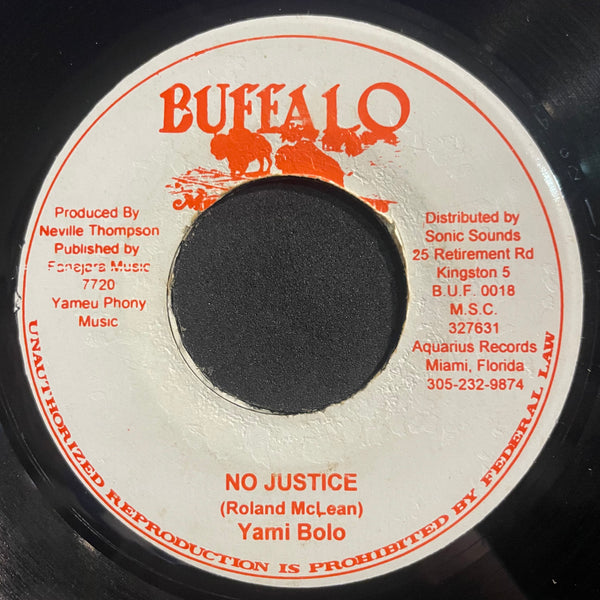 BUFFALO
Produced By
Neville Thompson
Published by
Fanejara Music
7720
Yameu Phony
Music
Distributed by
Sonic Sounds
25 Retirement Rd
Kingston 5
B.U.F. 0018
M.S.C.
327631
Aquarius Records
Miami, Florida
305-232-9874
NO JUSTICE
(Roland McLean)
Yami Bolo
UNAUTHORIZED REPRODUCTION IS PROHIBITED BY FEDERAL LAW